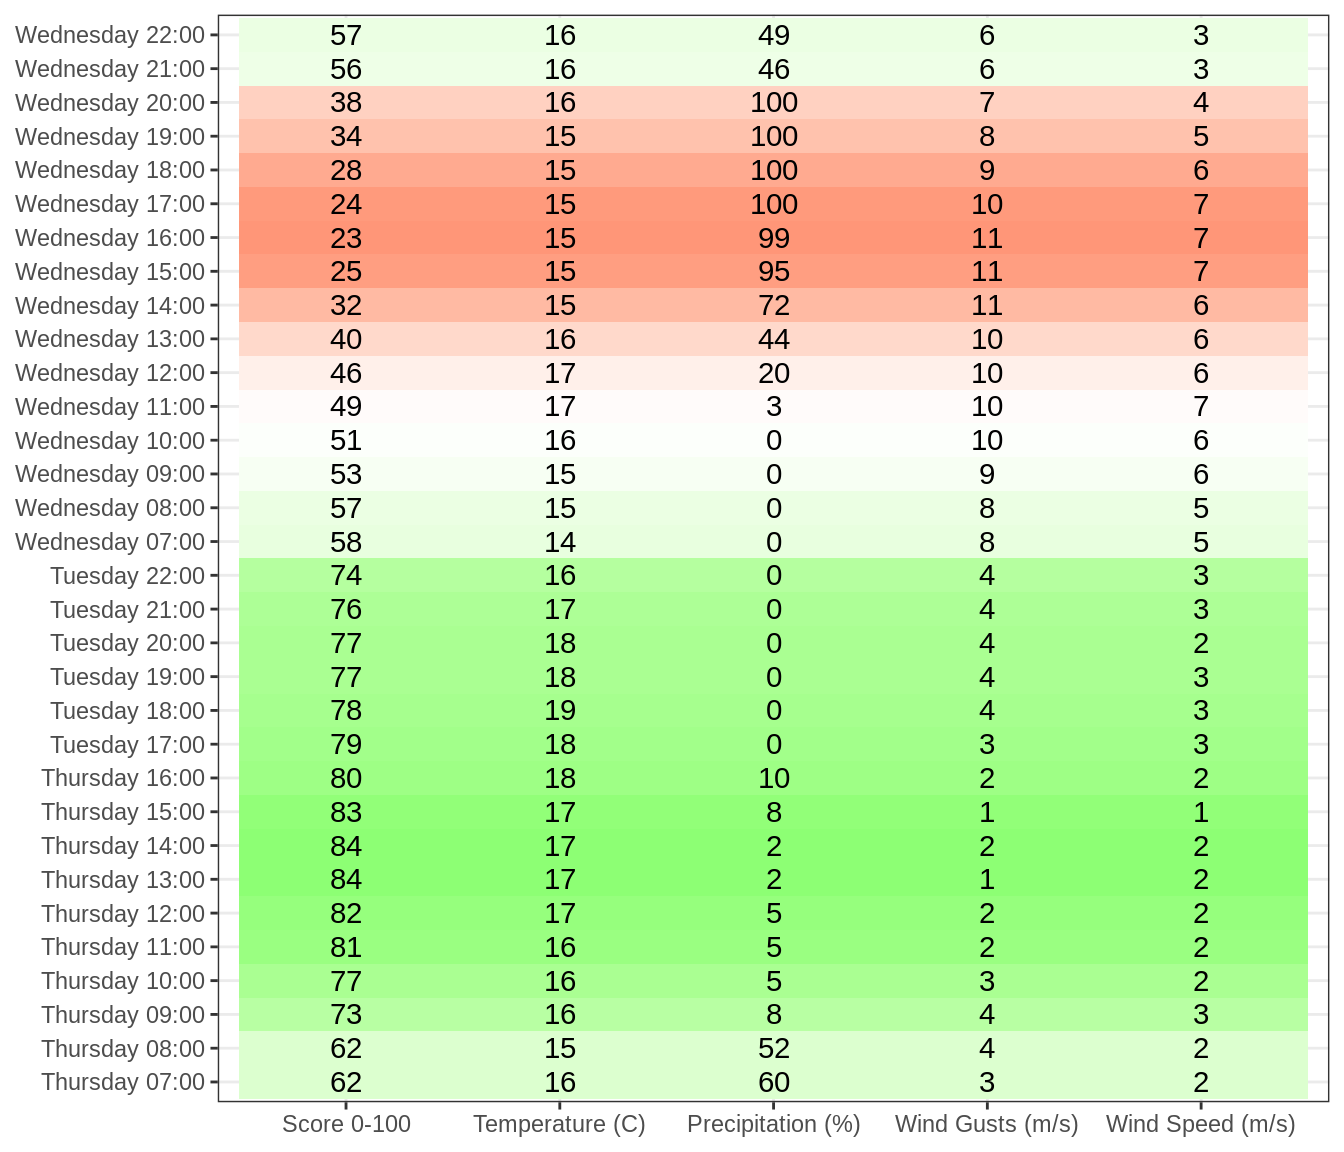 Wednesday 22:00 57 16 49 6 3
Wednesday 21:00 56 16 46 6 3
Wednesday 20:00 38 16 100 7 4
Wednesday 19:00 34 15 100 8 5
Wednesday 18:00 28 15 100 9 6
Wednesday 17:00 24 15 100 10 7
Wednesday 16:00 23 15 99 11 7
Wednesday 15:00 25 15 95 11 7
Wednesday 14:00 32 15 72 11 6
Wednesday 13:00 40 16 44 10 6
Wednesday 12:00 46 17 20 10 6
Wednesday 11:00 49 17 3 10 7
Wednesday 10:00 51 16 0 10 6
Wednesday 09:00 53 15 0 9 6
Wednesday 08:00 57 15 0 8 5
Wednesday 07:00 58 14 0 8 5
Tuesday 22:00 74 16 0 4 3
Tuesday 21:00 76 17 0 4 3
Tuesday 20:00 77 18 0 4 2
Tuesday 19:00 77 18 0 4 3
Tuesday 18:00 78 19 0 4 3
Tuesday 17:00 79 18 0 3 3
Thursday 16:00 80 18 10 2 2
Thursday 15:00 83 17 8 1 1
Thursday 14:00 84 17 2 2 2
Thursday 13:00 84 17 2 1 2
Thursday 12:00 82 17 5 2 2
Thursday 11:00 81 16 5 2 2
Thursday 10:00 77 16 5 3 2
Thursday 09:00 73 16 8 4 3
Thursday 08:00 62 15 52 4 2
Thursday 07:00 62 16 60 3 2
Score 0-100 Temperature (C) Precipitation (%) Wind Gusts (m/s) Wind Speed (m/s)